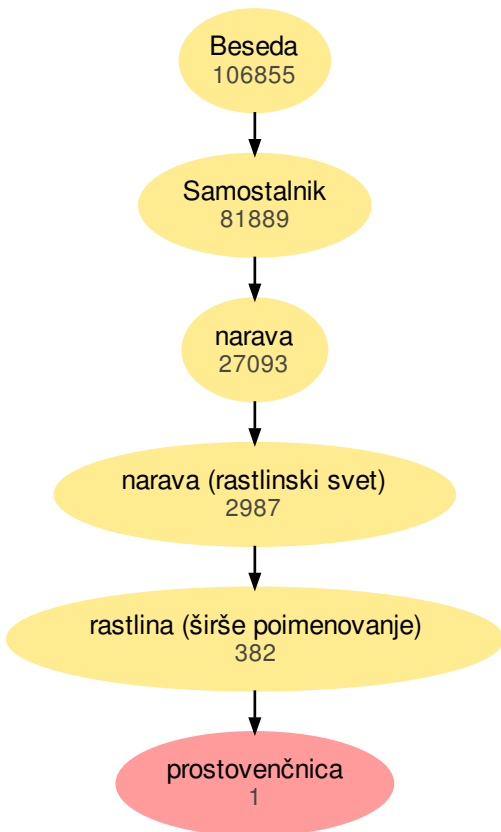 Beseda
106855
Samostalnik
81889
narava
27093
narava (rastlinski svet)
2987
rastlina (širše poimenovanje)
382
prostovenčnica
1